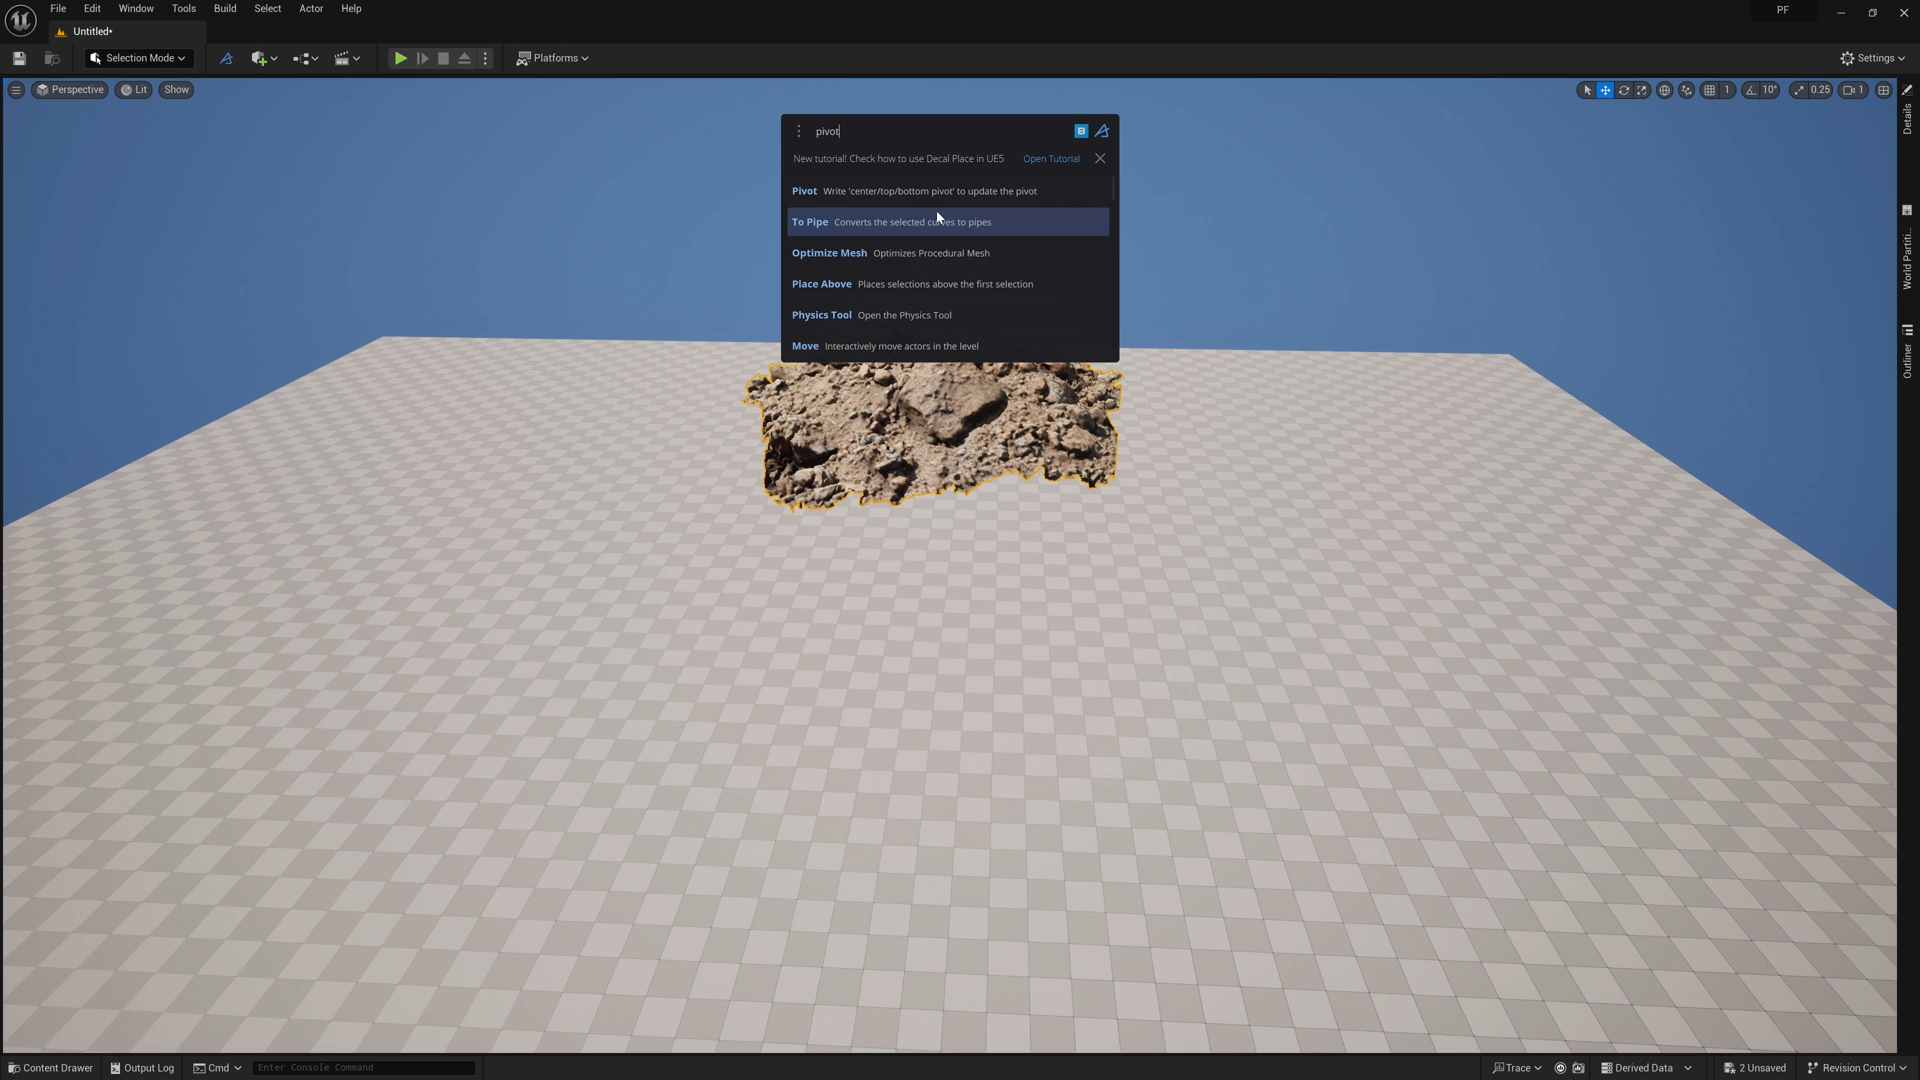 File Edit Window Tools Build Select Actor Help
PF
Untitled*
Selection Mode
Platforms
Settings
Perspective Lit Show
1 10° 0.25 1
pivot
New tutorial! Check how to use Decal Place in UE5 Open Tutorial
Pivot Write 'center/top/bottom pivot' to update the pivot
To Pipe Converts the selected curves to pipes
Optimize Mesh Optimizes Procedural Mesh
Place Above Places selections above the first selection
Physics Tool Open the Physics Tool
Move Interactively move actors in the level
Details
World Partiti...
Outliner
Content Drawer Output Log Cmd Enter Console Command
Trace Derived Data 2 Unsaved Revision Control